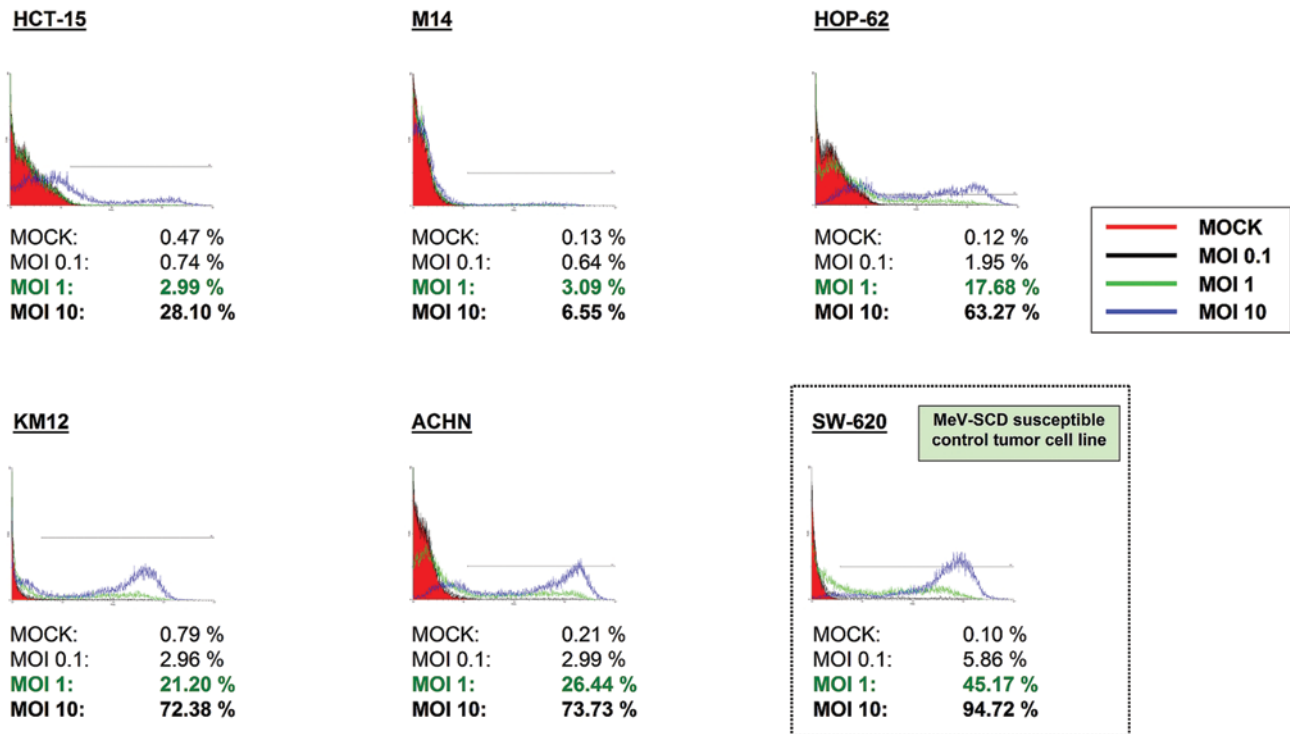 HCT-15
MOCK: 0.47 %
MOI 0.1: 0.74 %
MOI 1: 2.99 %
MOI 10: 28.10 %
M14
MOCK: 0.13 %
MOI 0.1: 0.64 %
MOI 1: 3.09 %
MOI 10: 6.55 %
HOP-62
MOCK: 0.12 %
MOI 0.1: 1.95 %
MOI 1: 17.68 %
MOI 10: 63.27 %
MOCK
MOI 0.1
MOI 1
MOI 10
KM12
MOCK: 0.79 %
MOI 0.1: 2.96 %
MOI 1: 21.20 %
MOI 10: 72.38 %
ACHN
MOCK: 0.21 %
MOI 0.1: 2.99 %
MOI 1: 26.44 %
MOI 10: 73.73 %
SW-620
MeV-SCD susceptible
control tumor cell line
MOCK: 0.10 %
MOI 0.1: 5.86 %
MOI 1: 45.17 %
MOI 10: 94.72 %